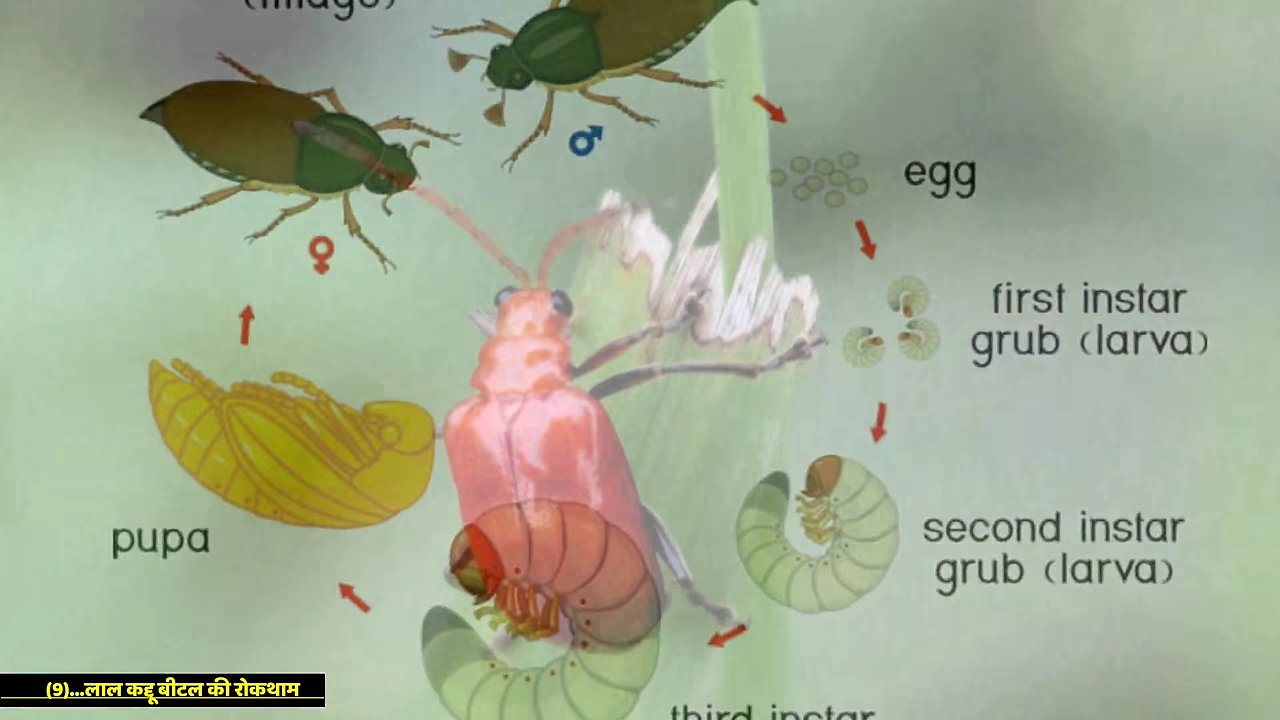 (imago)
egg
first instar
grub (larva)
second instar
grub (larva)
pupa
third instar
(9)...लाल कद्दू बीटल की रोकथाम